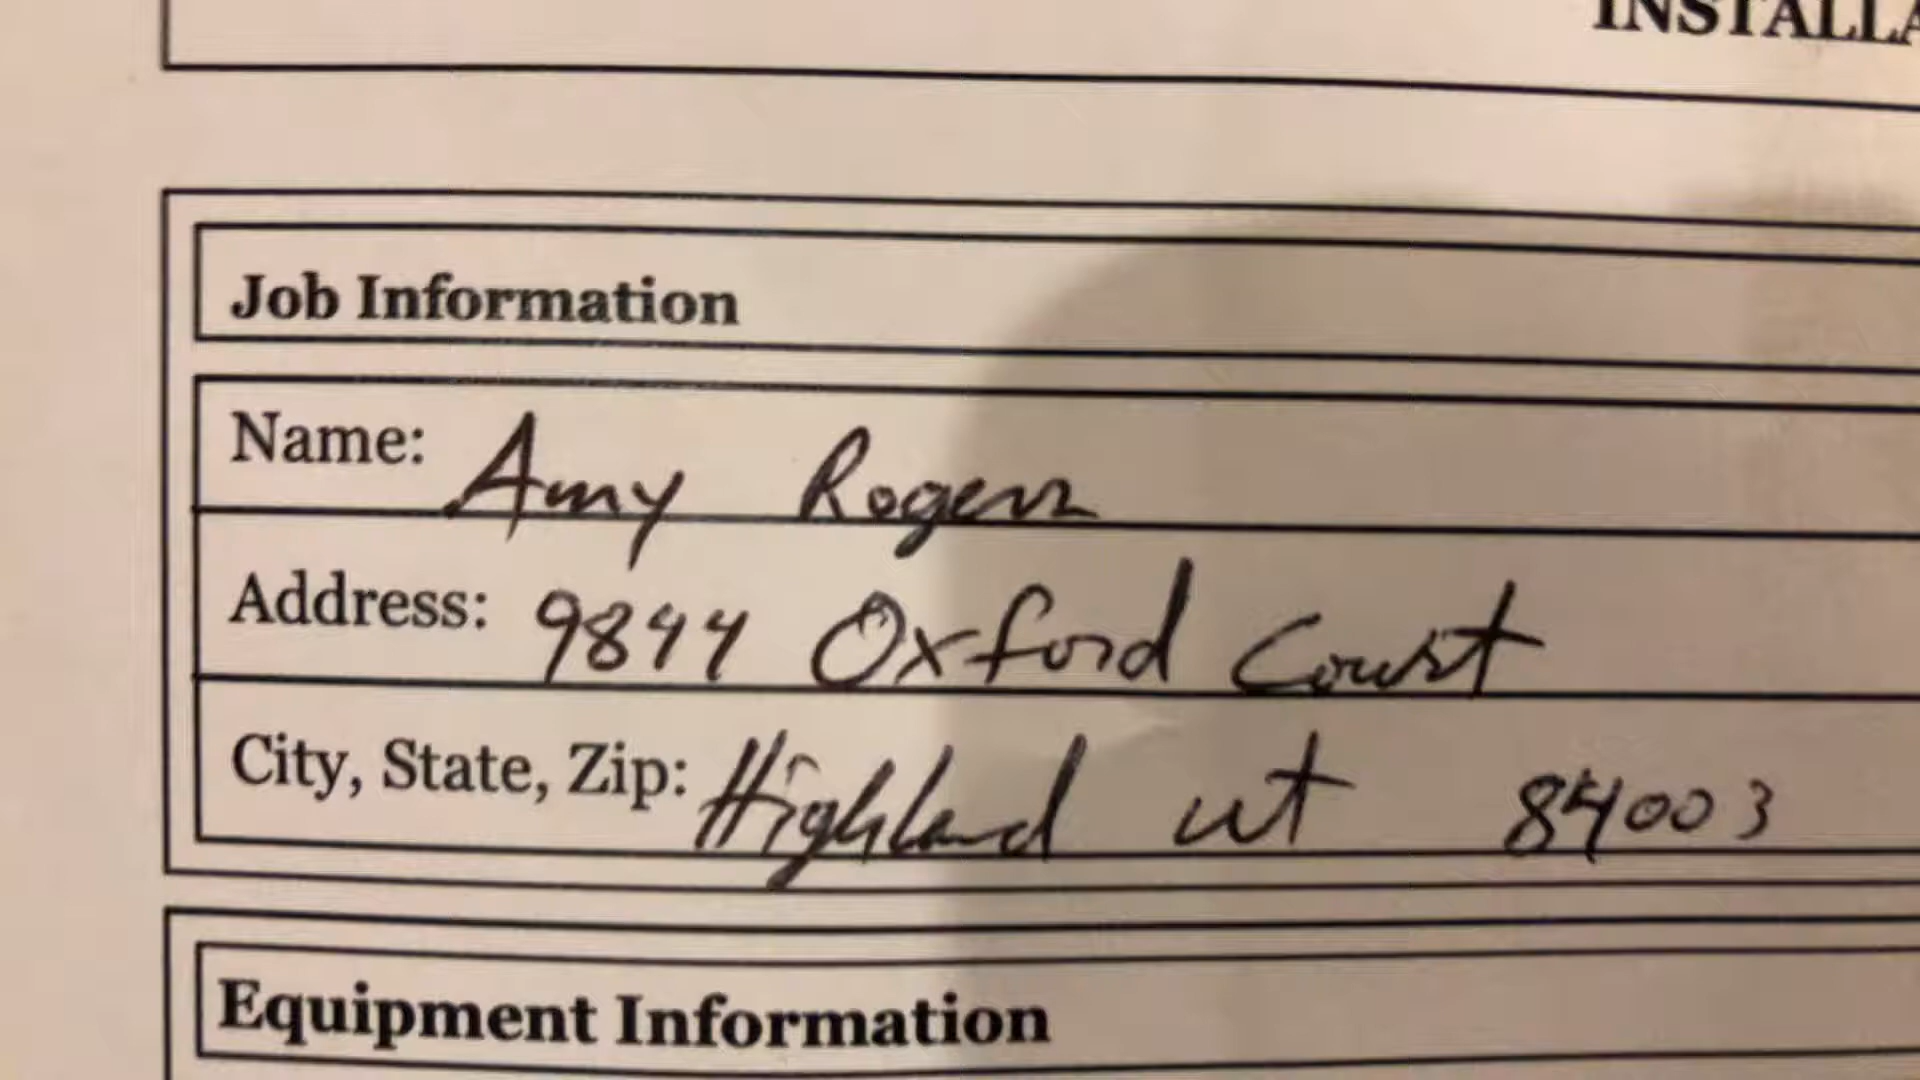 INSTALLA
Job Information
Name: Amy Rogers
Address: 9844 Oxford Court
City, State, Zip: Highland ut 84003
Equipment Information